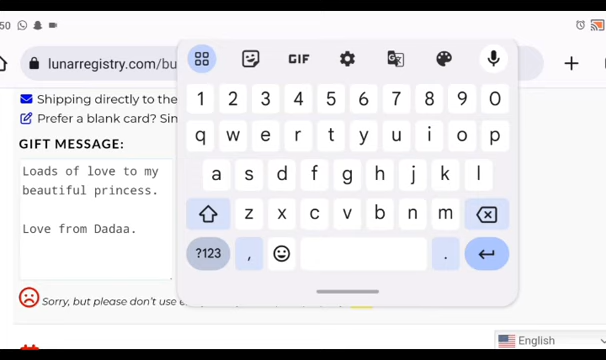 50
lunarregistry.com/bu
Shipping directly to the
Prefer a blank card? Sim
GIFT MESSAGE:
Loads of love to my
beautiful princess.
Love from Dadaa.
GIF
1 2 3 4 5 6 7 8 9 0
q w e r t y u i o p
a s d f g h j k l
z x c v b n m
?123 , .
Sorry, but please don't use
English